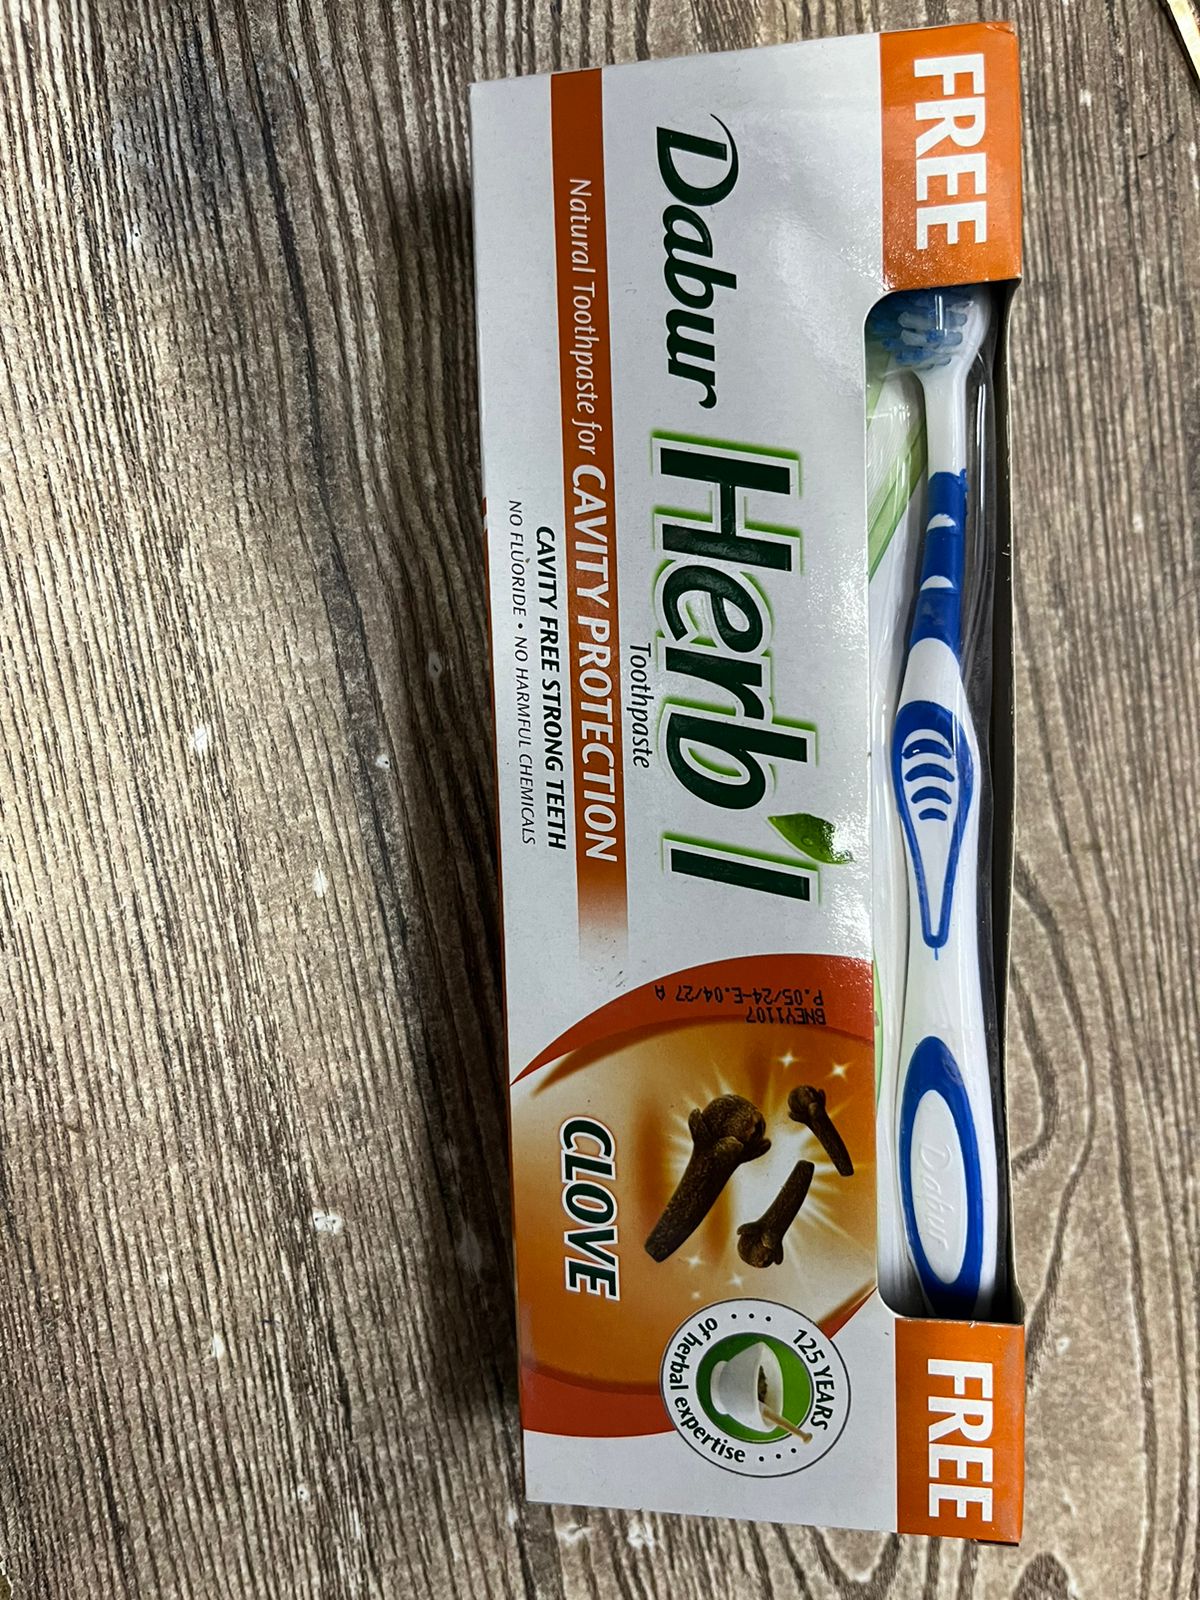 FREE
FREE
Dabur Herb'l
Toothpaste
Natural Toothpaste for CAVITY PROTECTION
CAVITY FREE STRONG TEETH
NO FLUORIDE • NO HARMFUL CHEMICALS
BNEY1107
P.05/24-E.04/27 A
CLOVE
125 YEARS
of herbal expertise
Dabur